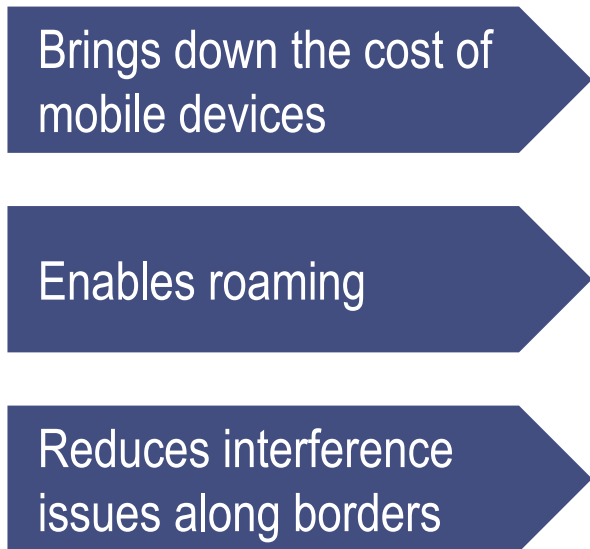 Brings down the cost of
mobile devices
Enables roaming
Reduces interference
issues along borders